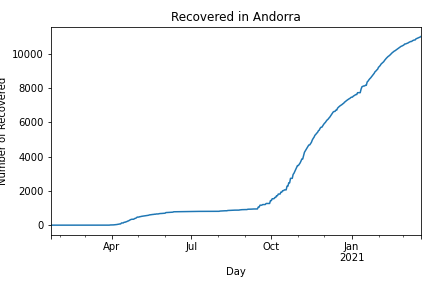 Recovered in Andorra
Number of Recovered
10000
8000
6000
4000
2000
0
Apr
Jul
Oct
Jan
2021
Day